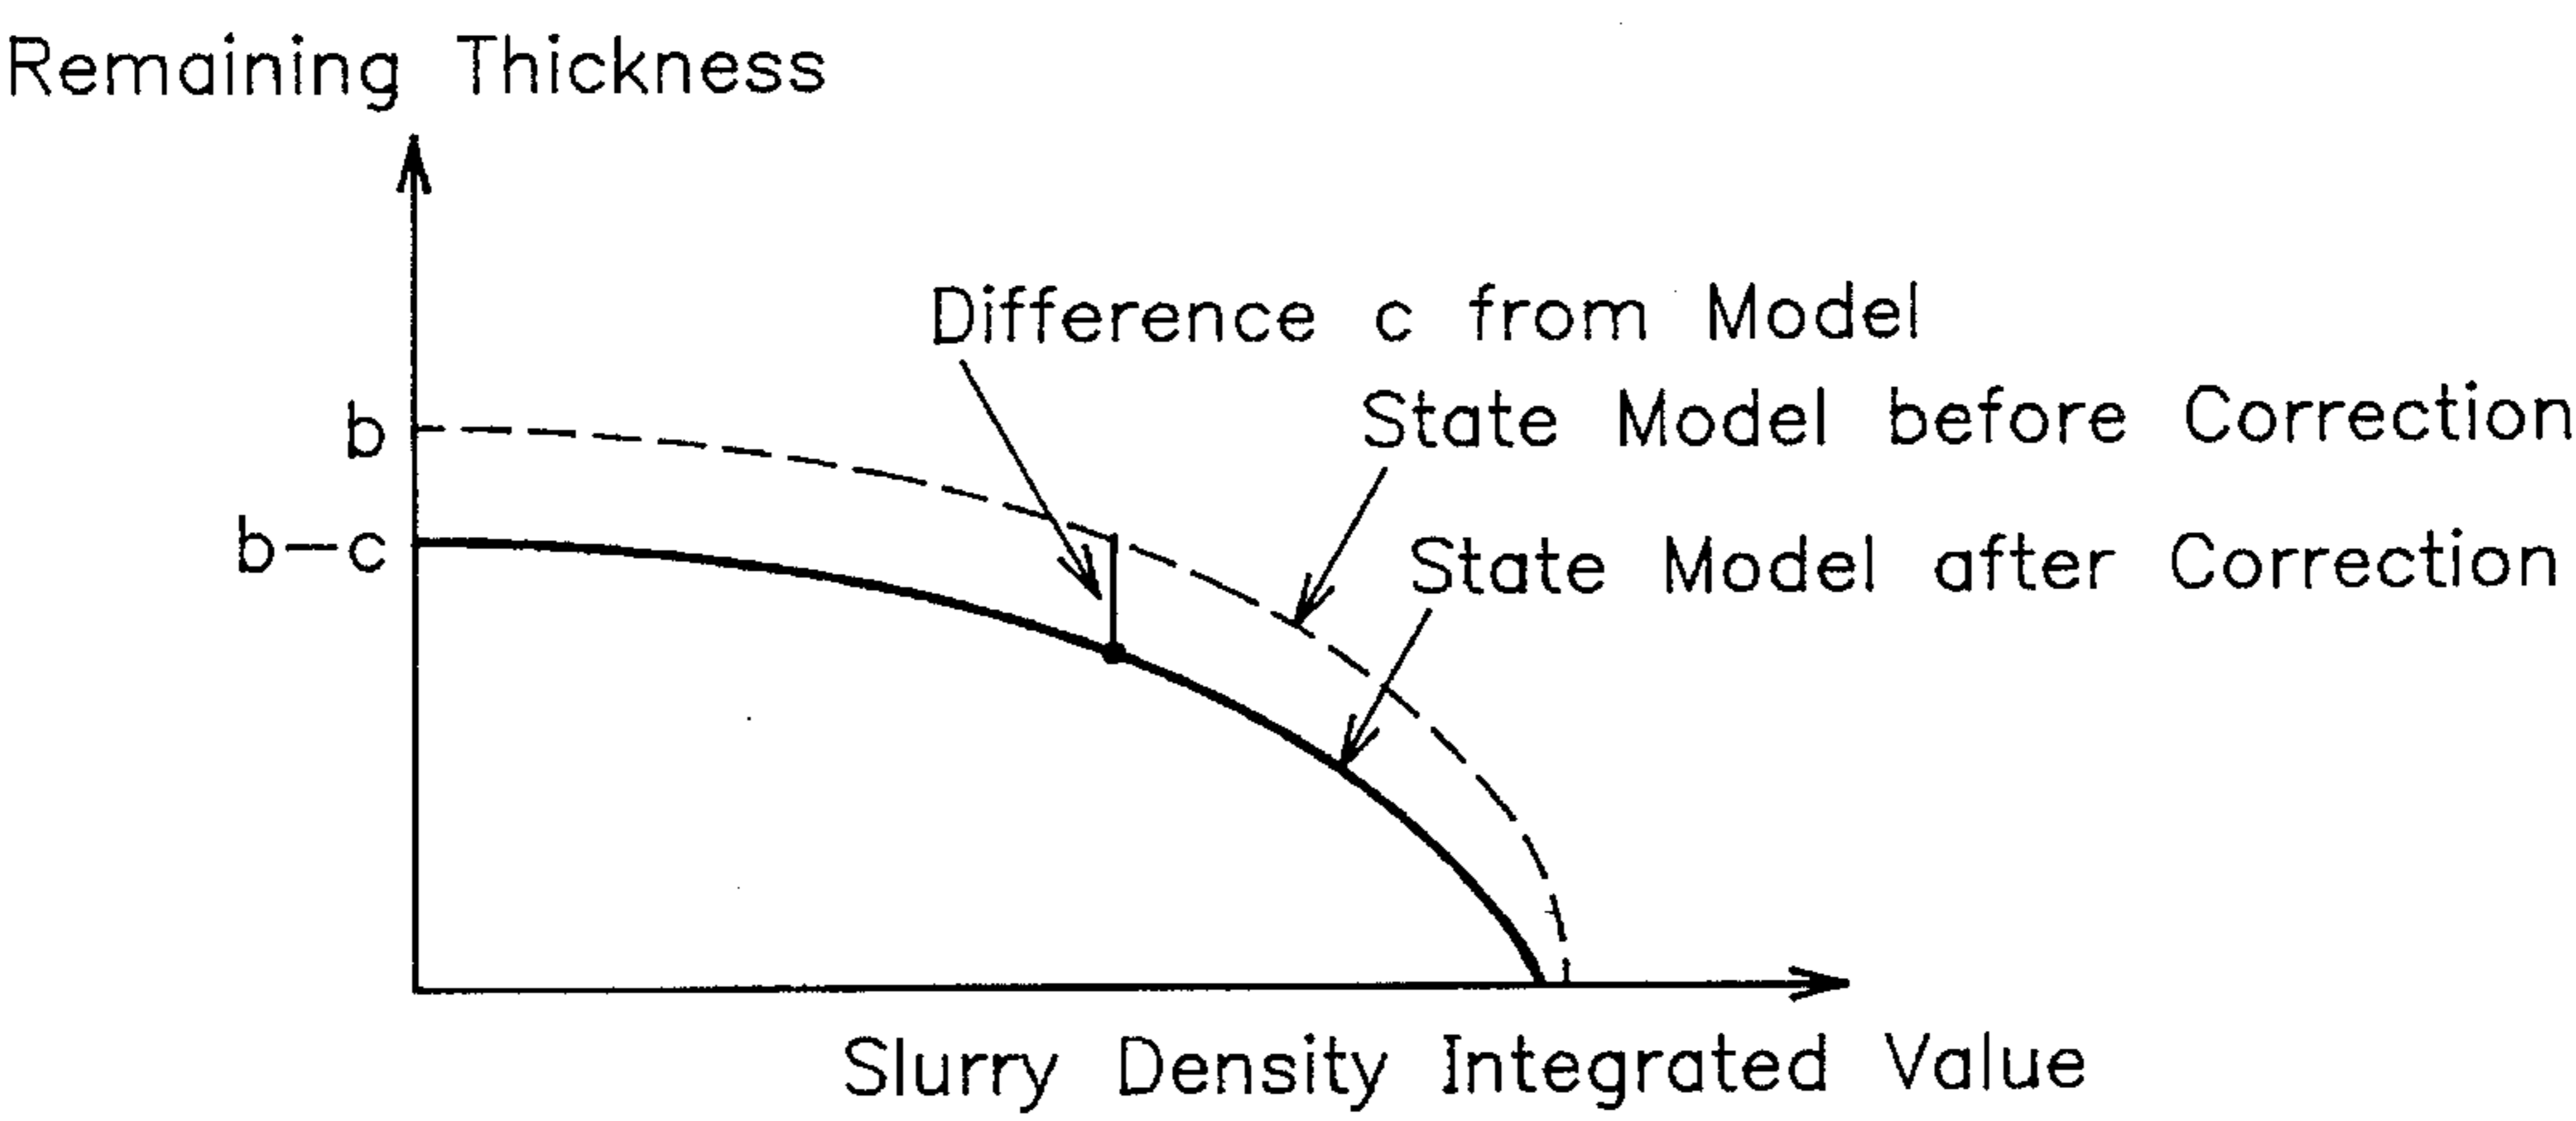 Remaining Thickness
Difference c from Model
State Model before Correction
b
b-c
State Model after Correction
Slurry Density Integrated Value